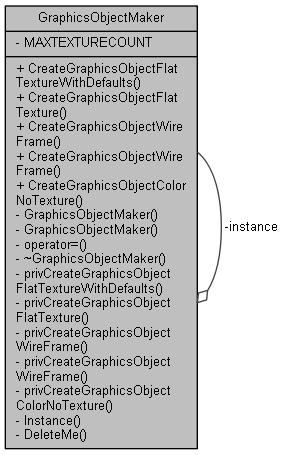 GraphicsObjectMaker
- MAXTEXTURECOUNT
+ CreateGraphicsObjectFlat
TextureWithDefaults()
+ CreateGraphicsObjectFlat
Texture()
+ CreateGraphicsObjectWire
Frame()
+ CreateGraphicsObjectWire
Frame()
+ CreateGraphicsObjectColor
NoTexture()
- GraphicsObjectMaker()
- GraphicsObjectMaker()
- operator=()
- ~GraphicsObjectMaker()
- privCreateGraphicsObject
FlatTextureWithDefaults()
- privCreateGraphicsObject
FlatTexture()
- privCreateGraphicsObject
WireFrame()
- privCreateGraphicsObject
WireFrame()
- privCreateGraphicsObject
ColorNoTexture()
- Instance()
- DeleteMe()
-instance